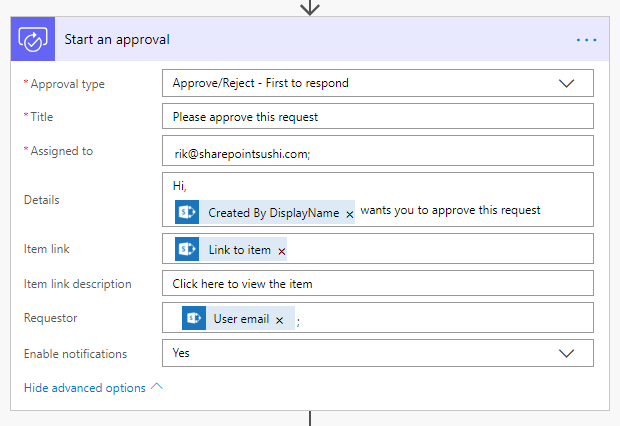 Start an approval
* Approval type
Approve/Reject - First to respond
* Title
Please approve this request
* Assigned to
rik@sharepointsushi.com;
Details
Hi,
Created By DisplayName × wants you to approve this request
Item link
Link to item ×
Item link description
Click here to view the item
Requestor
User email × ;
Enable notifications
Yes
Hide advanced options